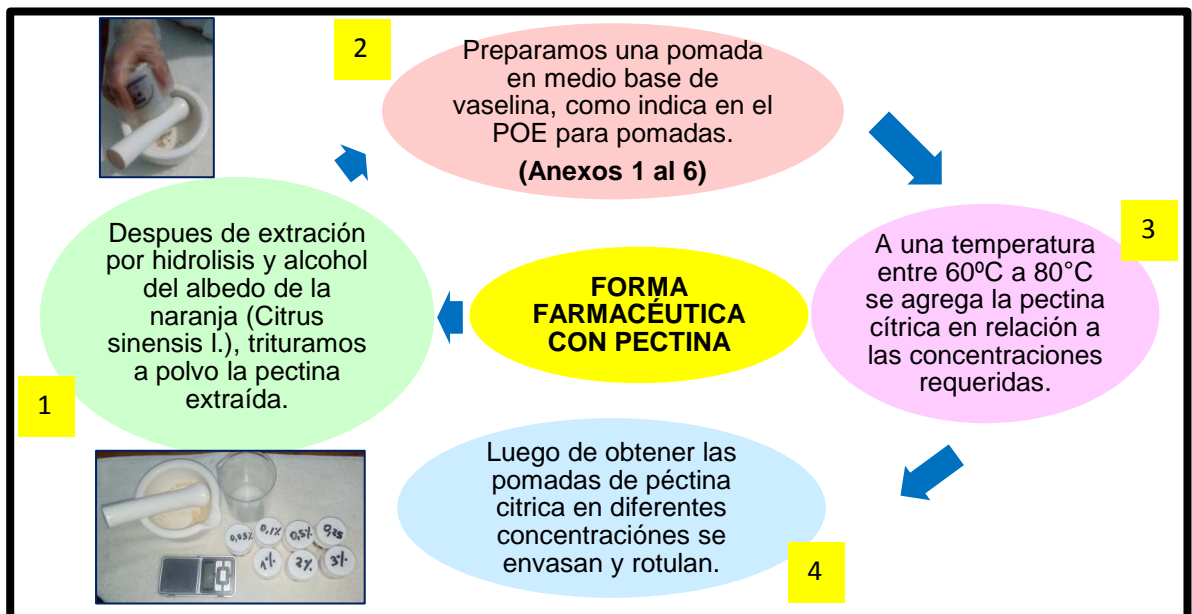 2
Preparamos una pomada
en medio base de
vaselina, como indica en el
POE para pomadas.
(Anexos 1 al 6)
1
Despues de extración
por hidrolisis y alcohol
del albedo de la
naranja (Citrus
sinensis l.), trituramos
a polvo la pectina
extraída.
FORMA
FARMACÉUTICA
CON PECTINA
3
A una temperatura
entre 60ºC a 80°C
se agrega la pectina
cítrica en relación a
las concentraciones
requeridas.
Luego de obtener las
pomadas de péctina
citrica en diferentes
concentraciónes se
envasan y rotulan.
4
0,05% 0,1% 0,5% 0,25
1% 2% 3%